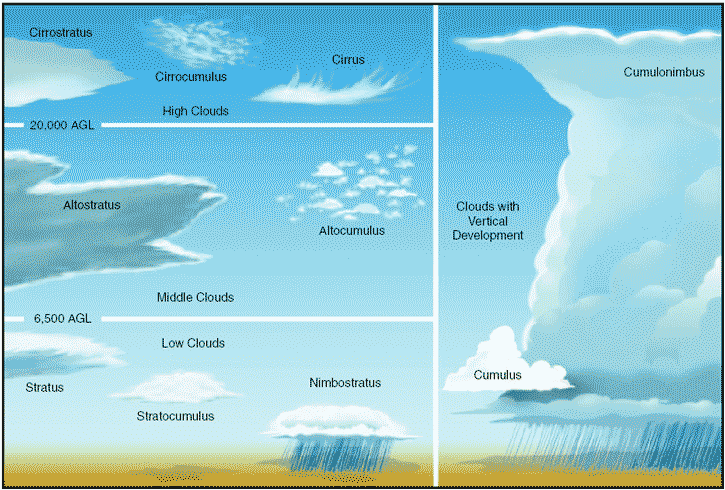 Cirrostratus
Cirrocumulus
Cirrus
High Clouds
20,000 AGL
Altostratus
Altocumulus
Middle Clouds
6,500 AGL
Low Clouds
Stratus
Stratocumulus
Nimbostratus
Cumulonimbus
Clouds with
Vertical
Development
Cumulus